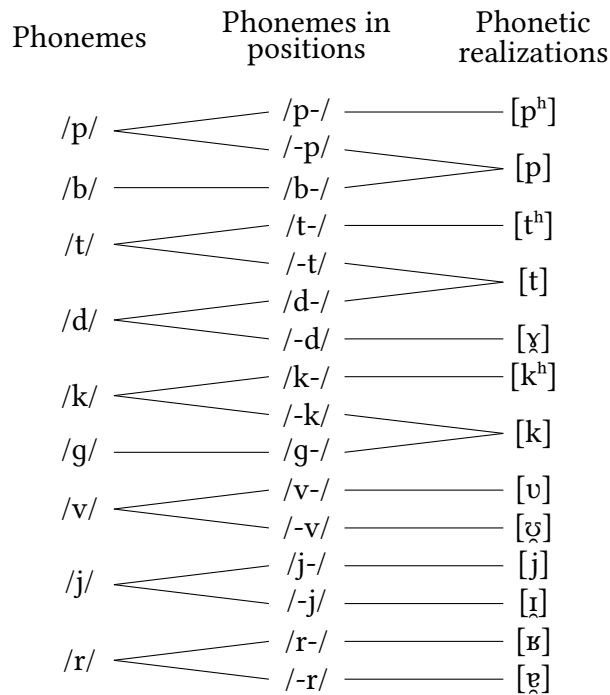 Phonemes
Phonemes in
positions
Phonetic
realizations
/p/
/p-/
[pʰ]
/-p/
[p]
/b/
/b-/
/t/
/t-/
[tʰ]
/-t/
[t]
/d/
/d-/
/-d/
[ɤ̯]
/k/
/k-/
[kʰ]
/-k/
[k]
/ɡ/
/ɡ-/
/v/
/v-/
[ʋ]
/-v/
[ʊ̯]
/j/
/j-/
[j]
/-j/
[ɪ̯]
/r/
/r-/
[ʁ]
/-r/
[ɐ̯]